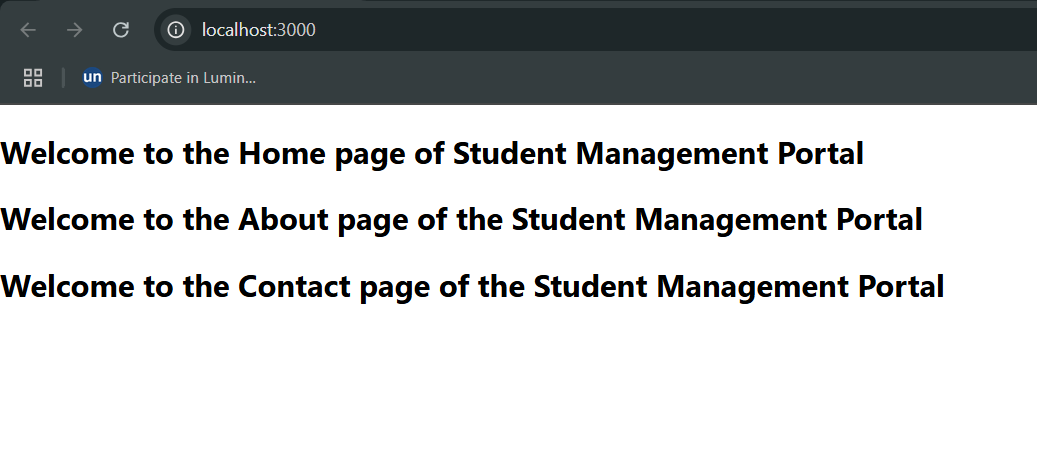 localhost:3000
un Participate in Lumin...
Welcome to the Home page of Student Management Portal
Welcome to the About page of the Student Management Portal
Welcome to the Contact page of the Student Management Portal